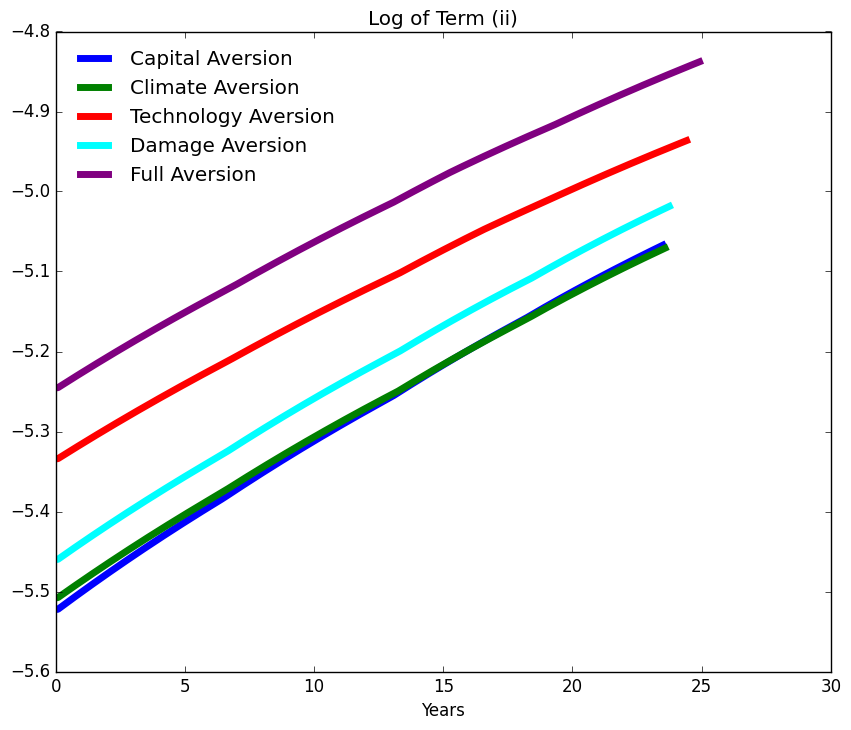 Log of Term (ii)
−4.8
−4.9
−5.0
−5.1
−5.2
−5.3
−5.4
−5.5
−5.6
Capital Aversion
Climate Aversion
Technology Aversion
Damage Aversion
Full Aversion
0 5 10 15 20 25 30
Years